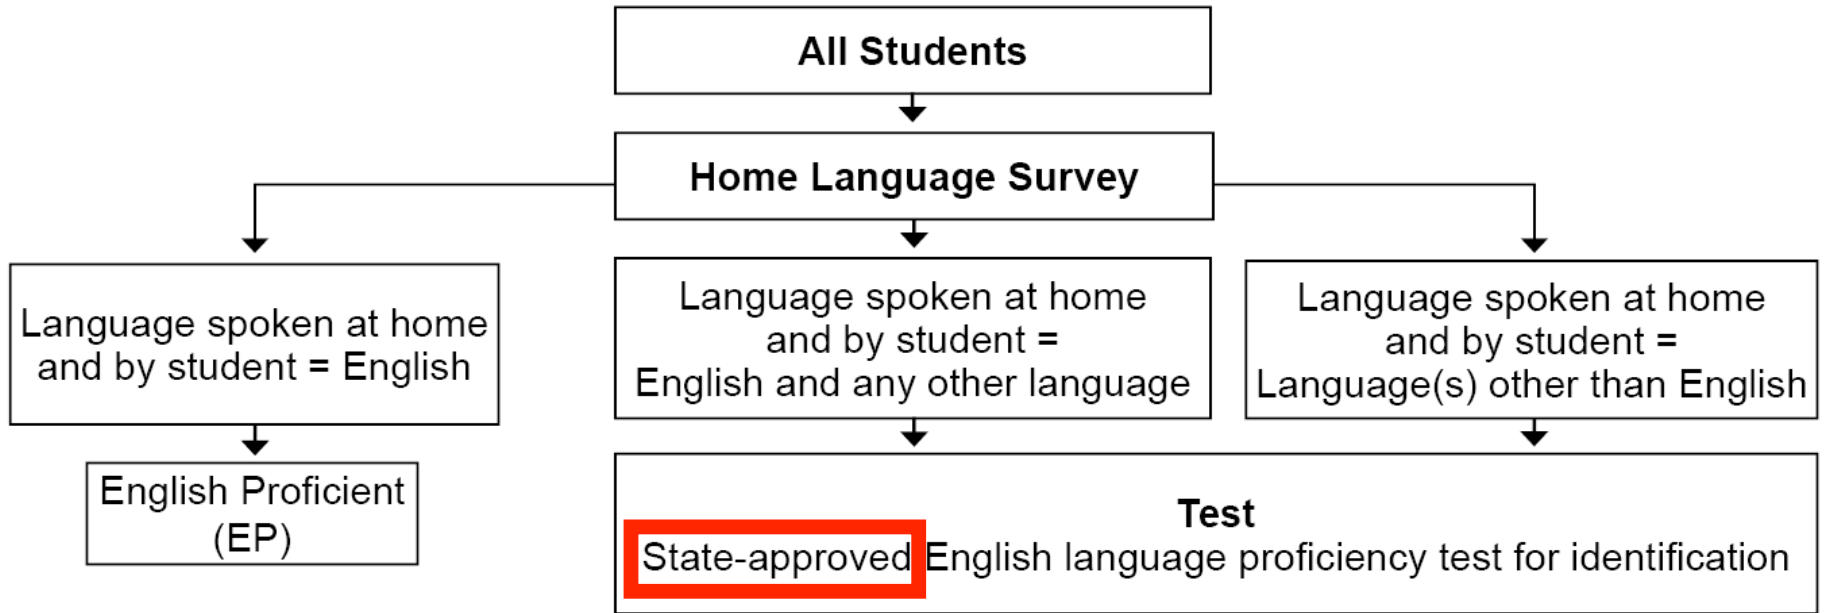 All Students
Home Language Survey
Language spoken at home
and by student = English
Language spoken at home
and by student =
English and any other language
Language spoken at home
and by student =
Language(s) other than English
English Proficient
(EP)
Test
State-approved English language proficiency test for identification